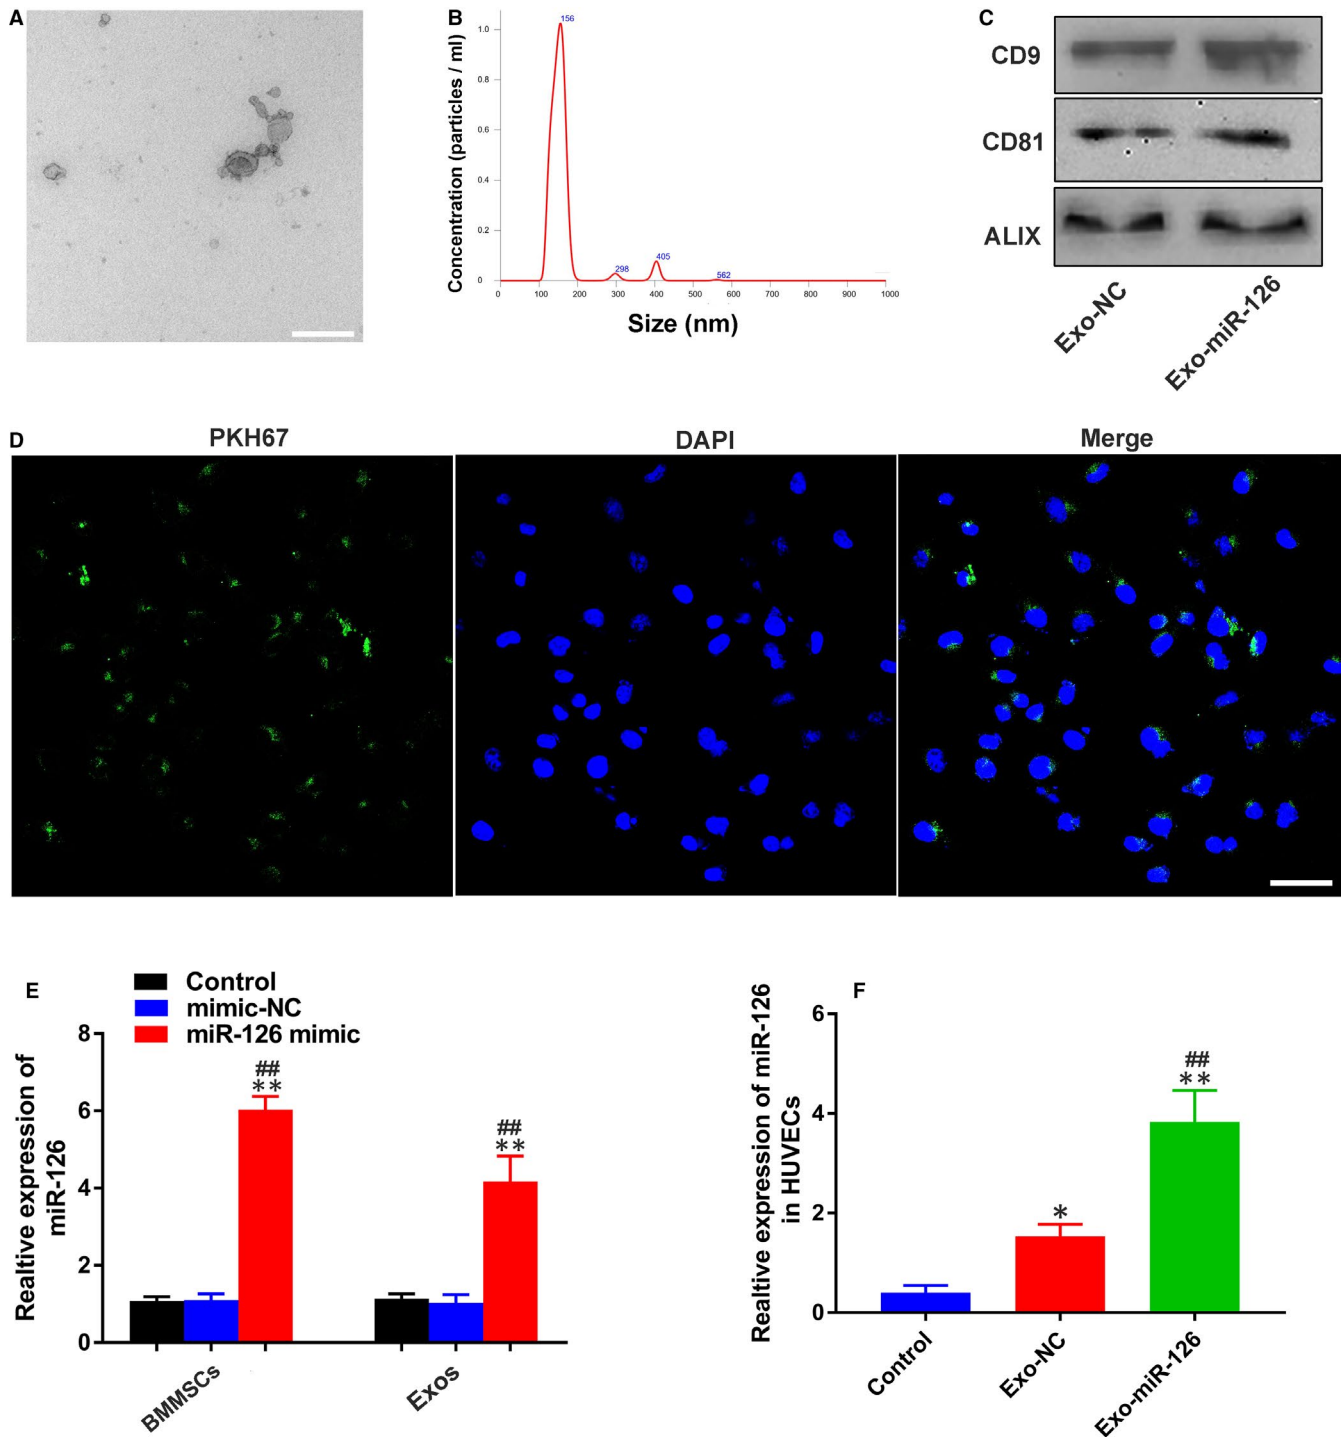 A
B
Concentration (particles / ml)
1.0
0.8
0.6
0.4
0.2
0
156
298
405
562
0 100 200 300 400 500 600 700 800 900 1000
Size (nm)
C
CD9
CD81
ALIX
Exo-NC
Exo-miR-126
D
PKH67
DAPI
Merge
E
Control
mimic-NC
miR-126 mimic
Realtive expression of
miR-126
8
6
4
2
0
##
**
##
**
BMMSCs
Exos
F
Realtive expression of miR-126
in HUVECs
6
4
2
0
*
##
**
Control
Exo-NC
Exo-miR-126